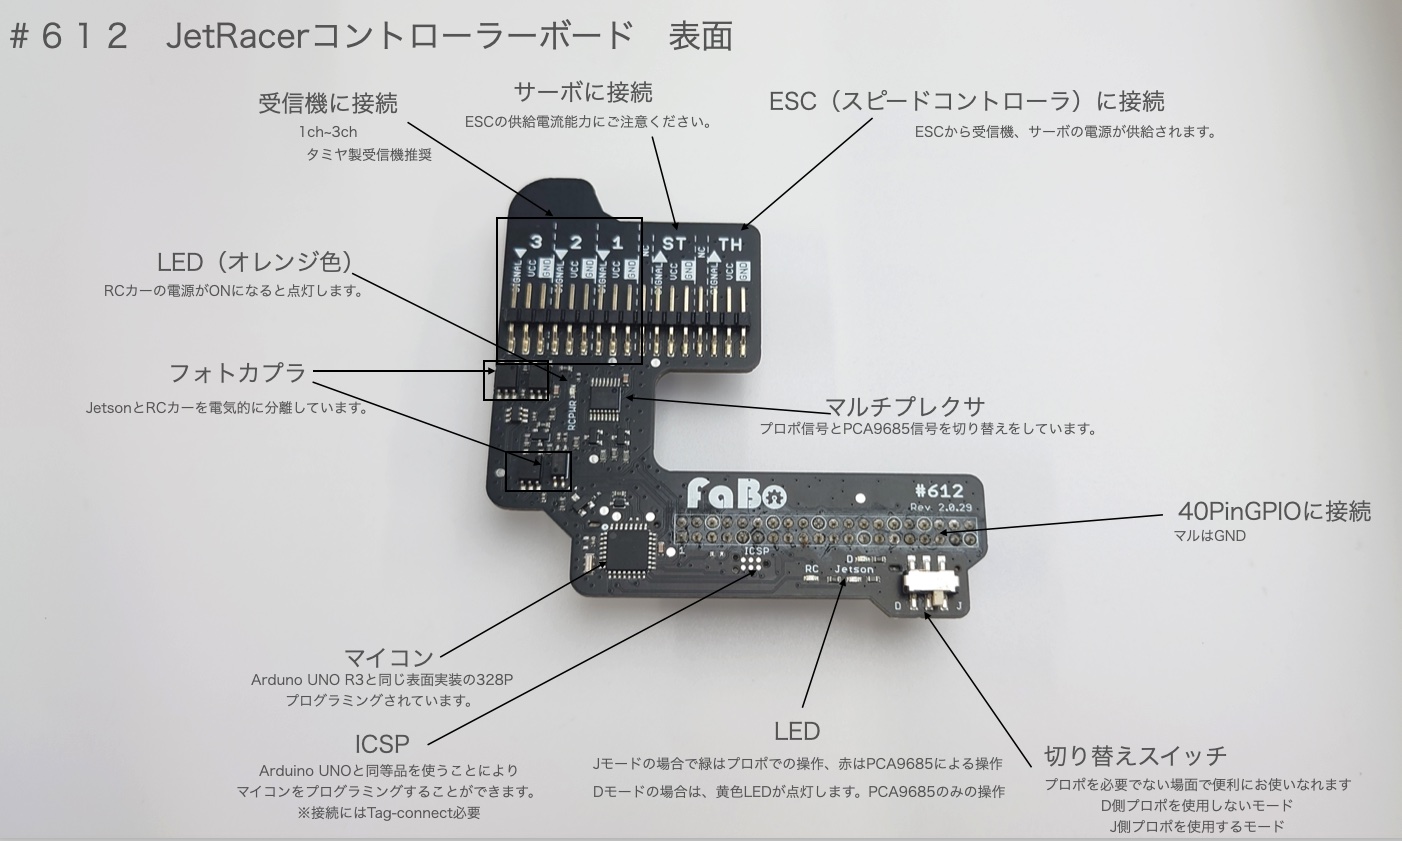 #６１２　JetRacerコントローラーボード　表面
受信機に接続
1ch~3ch
タミヤ製受信機推奨
サーボに接続
ESCの供給電流能力にご注意ください。
ESC（スピードコントローラ）に接続
ESCから受信機、サーボの電源が供給されます。
3 2 1 NC ST NC TH
SIGNAL VCC GND SIGNAL VCC GND SIGNAL VCC GND SIGNAL VCC GND SIGNAL VCC GND
LED（オレンジ色）
RCカーの電源がONになると点灯します。
フォトカプラ
JetsonとRCカーを電気的に分離しています。
RCPWR
マルチプレクサ
プロポ信号とPCA9685信号を切り替えをしています。
FaBo
#612
Rev 2.0.29
40PinGPIOに接続
マルはGND
1
ICSP
D
RC Jetson
D J
マイコン
Arduno UNO R3と同じ表面実装の328P
プログラミングされています。
ICSP
Arduino UNOと同等品を使うことにより
マイコンをプログラミングすることができます。
※接続にはTag-connect必要
LED
Jモードの場合で緑はプロポでの操作、赤はPCA9685による操作
Dモードの場合は、黄色LEDが点灯します。PCA9685のみの操作
切り替えスイッチ
プロポを必要でない場面で便利にお使いなれます
D側プロポを使用しないモード
J側プロポを使用するモード